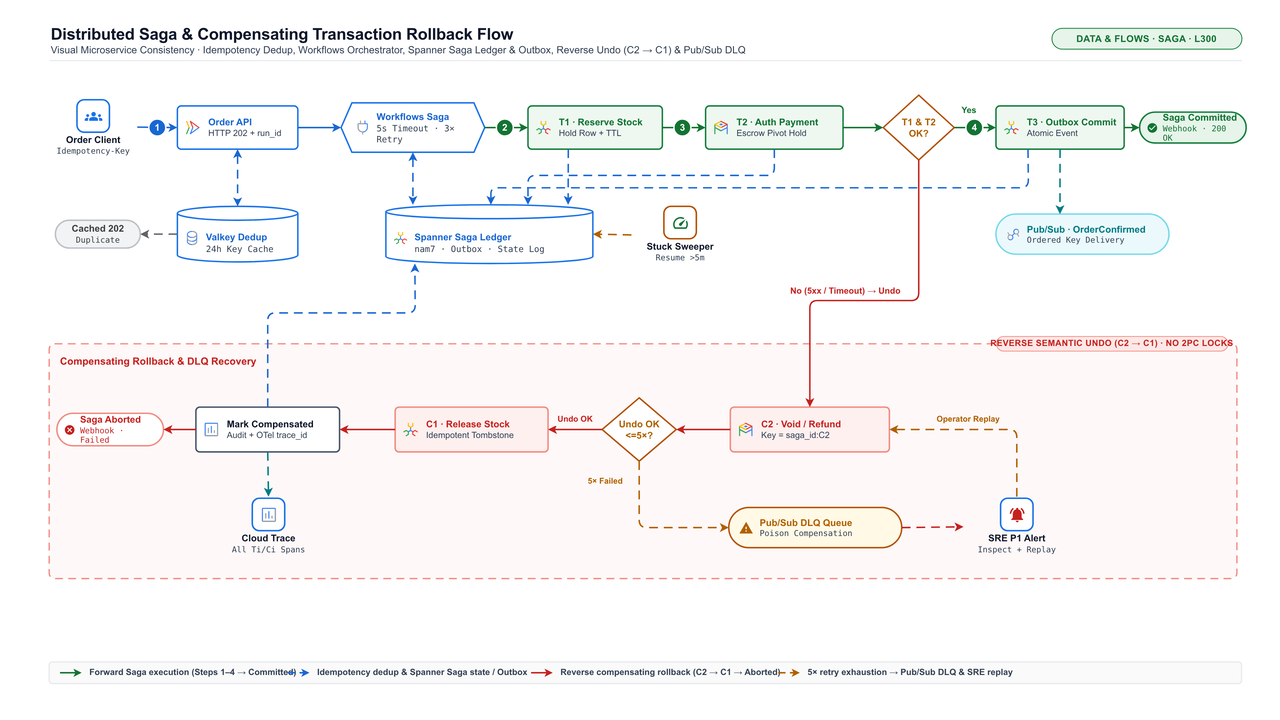 Distributed Saga & Compensating Transaction Rollback Flow
Visual Microservice Consistency · Idempotency Dedup, Workflows Orchestrator, Spanner Saga Ledger & Outbox, Reverse Undo (C2 → C1) & Pub/Sub DLQ
DATA & FLOWS · SAGA · L300
Order Client
Idempotency-Key
1
Order API
HTTP 202 + run_id
Workflows Saga
5s Timeout · 3×
Retry
2
T1 · Reserve Stock
Hold Row + TTL
3
T2 · Auth Payment
Escrow Pivot Hold
T1 & T2
OK?
Yes
4
T3 · Outbox Commit
Atomic Event
Saga Committed
Webhook · 200
OK
Cached 202
Duplicate
Valkey Dedup
24h Key Cache
Spanner Saga Ledger
nam7 · Outbox · State Log
Stuck Sweeper
Resume >5m
Pub/Sub · OrderConfirmed
Ordered Key Delivery
No (5xx / Timeout) → Undo
REVERSE SEMANTIC UNDO (C2 → C1) · NO 2PC LOCKS
Compensating Rollback & DLQ Recovery
Saga Aborted
Webhook ·
Failed
Mark Compensated
Audit + OTel trace_id
C1 · Release Stock
Idempotent Tombstone
Undo OK
Undo OK
<=5×?
C2 · Void / Refund
Key = saga_id:C2
Operator Replay
5× Failed
Cloud Trace
All Ti/Ci Spans
Pub/Sub DLQ Queue
Poison Compensation
SRE P1 Alert
Inspect + Replay
Forward Saga execution (Steps 1–4 → Committed)
Idempotency dedup & Spanner Saga state / Outbox
Reverse compensating rollback (C2 → C1 → Aborted)
5× retry exhaustion → Pub/Sub DLQ & SRE replay